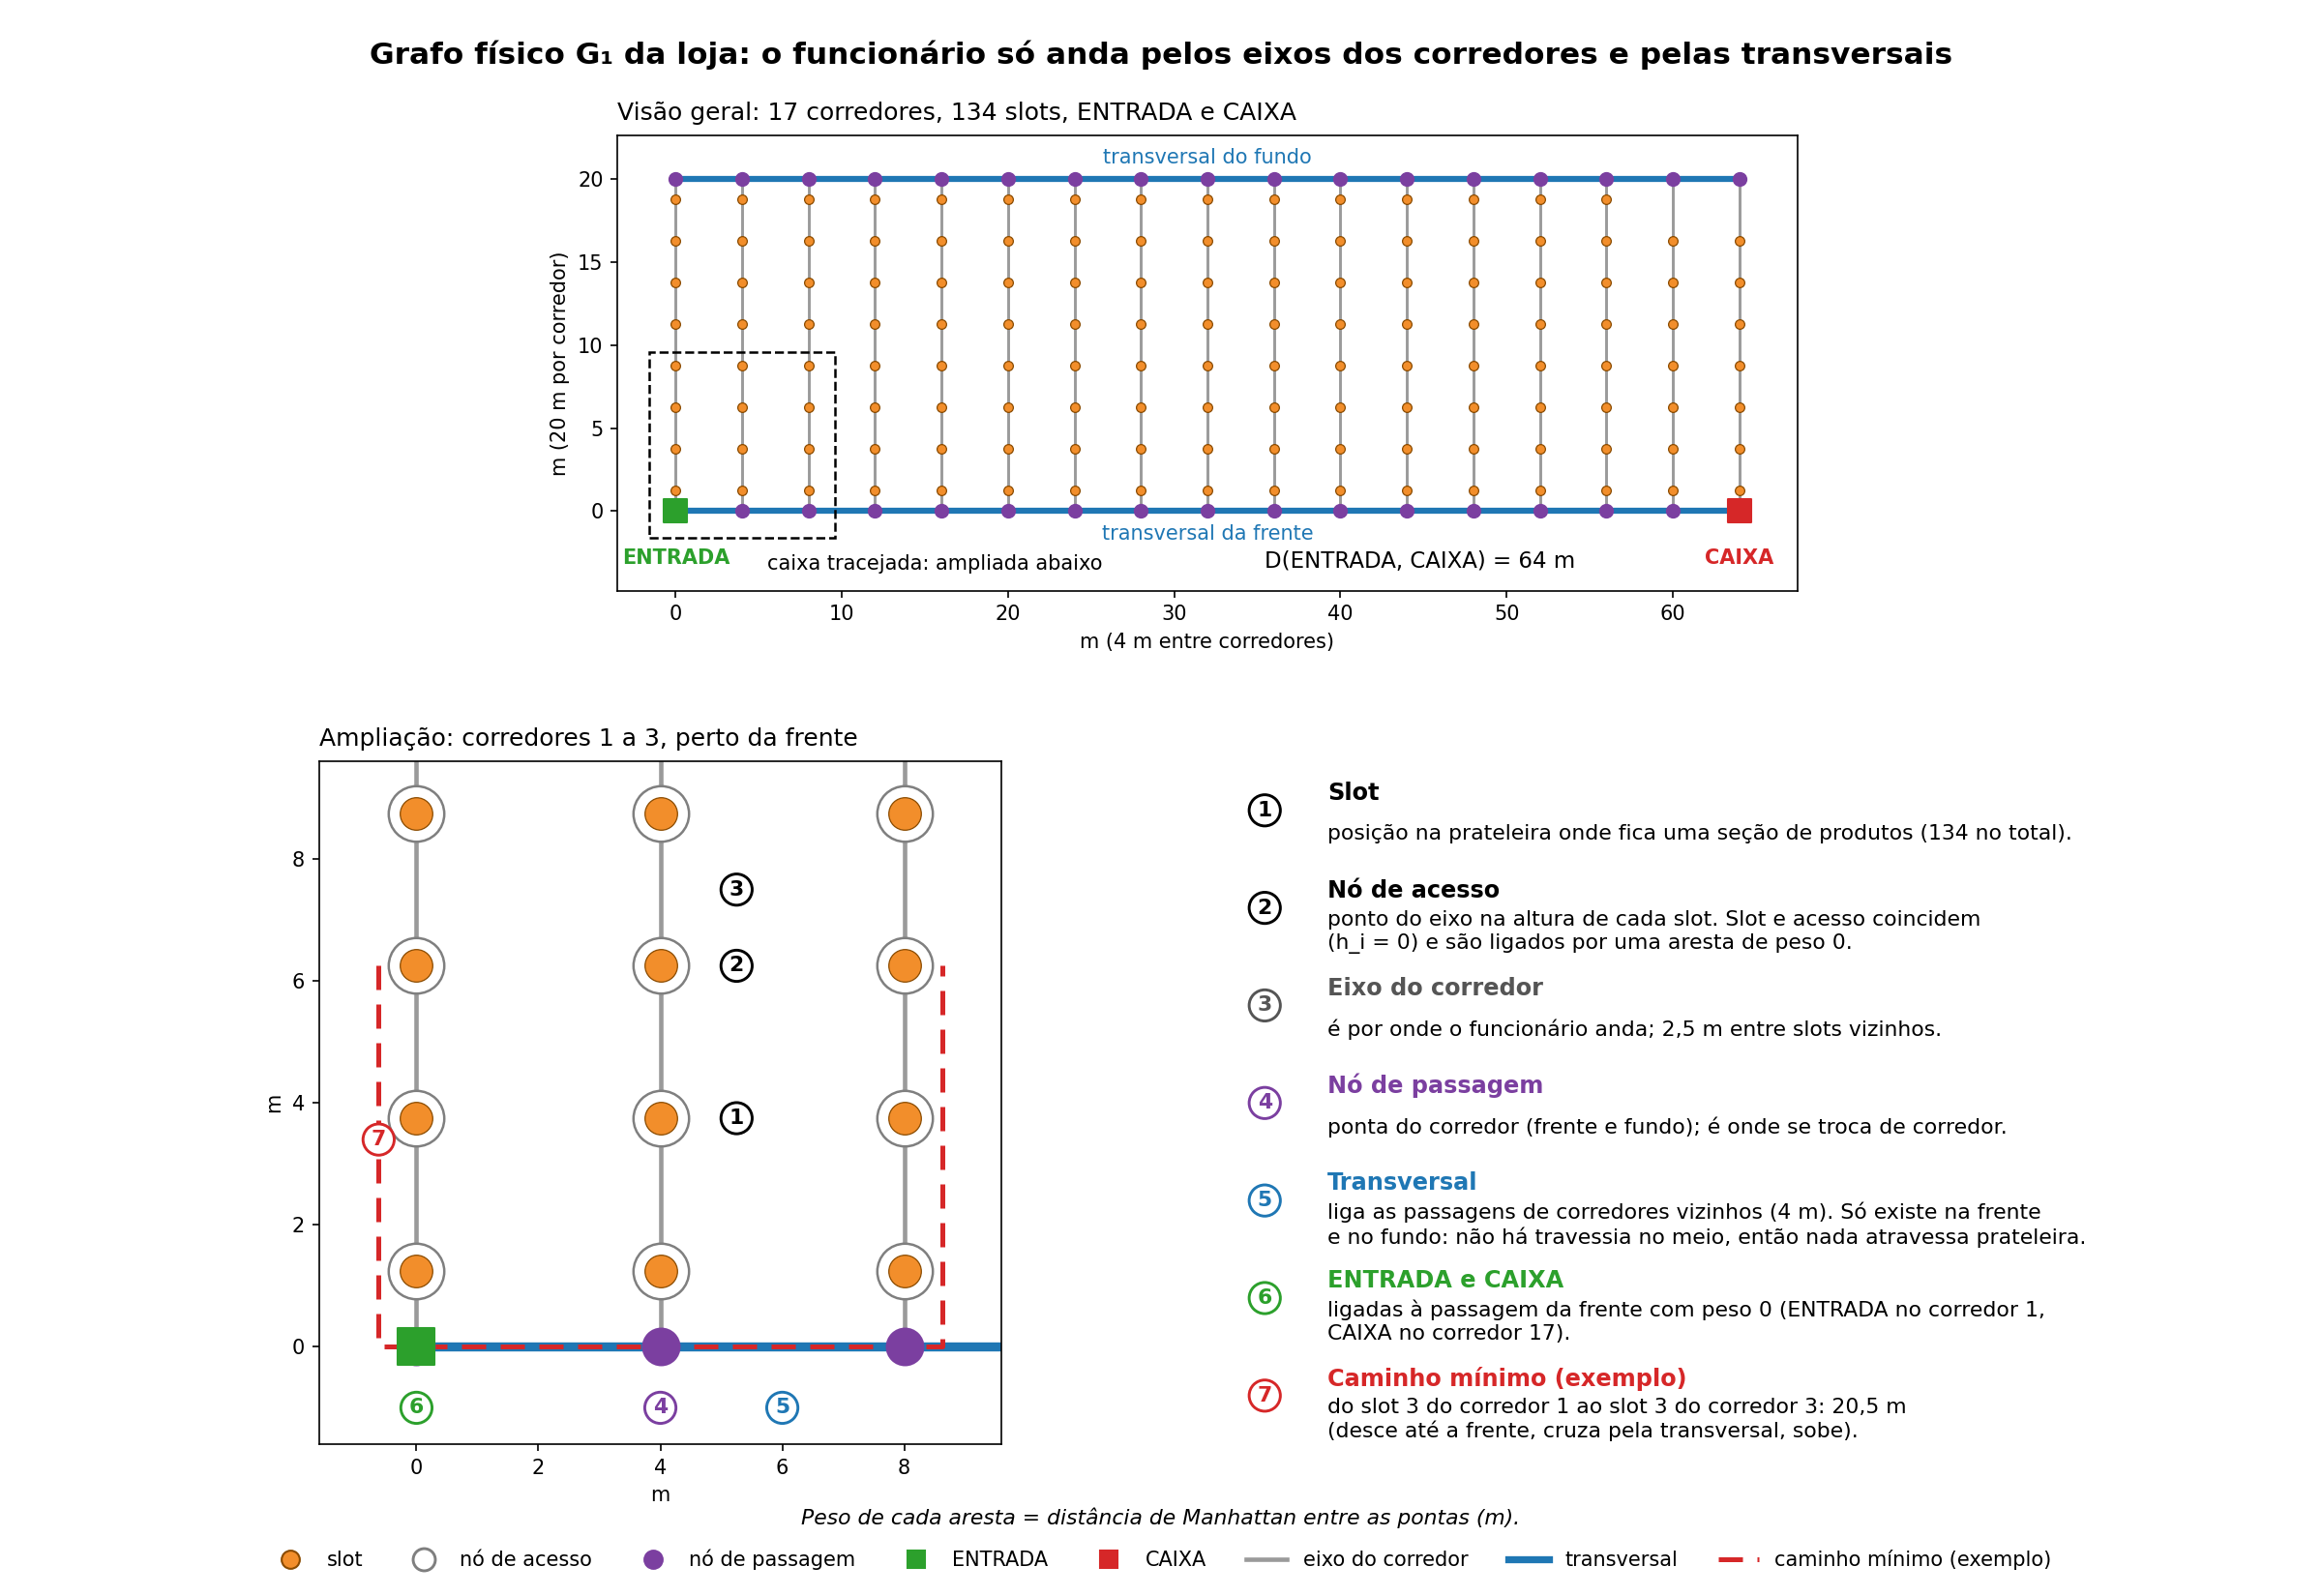 Grafo físico G₁ da loja: o funcionário só anda pelos eixos dos corredores e pelas transversais
Visão geral: 17 corredores, 134 slots, ENTRADA e CAIXA
transversal do fundo
20
15
10
5
0
m (20 m por corredor)
transversal da frente
ENTRADA
caixa tracejada: ampliada abaixo
D(ENTRADA, CAIXA) = 64 m
CAIXA
0 10 20 30 40 50 60
m (4 m entre corredores)
Ampliação: corredores 1 a 3, perto da frente
8
6
4
2
0
m
3
2
1
7
6
4
5
0 2 4 6 8
m
1
Slot
posição na prateleira onde fica uma seção de produtos (134 no total).
2
Nó de acesso
ponto do eixo na altura de cada slot. Slot e acesso coincidem
(h_i = 0) e são ligados por uma aresta de peso 0.
3
Eixo do corredor
é por onde o funcionário anda; 2,5 m entre slots vizinhos.
4
Nó de passagem
ponta do corredor (frente e fundo); é onde se troca de corredor.
5
Transversal
liga as passagens de corredores vizinhos (4 m). Só existe na frente
e no fundo: não há travessia no meio, então nada atravessa prateleira.
6
ENTRADA e CAIXA
ligadas à passagem da frente com peso 0 (ENTRADA no corredor 1,
CAIXA no corredor 17).
7
Caminho mínimo (exemplo)
do slot 3 do corredor 1 ao slot 3 do corredor 3: 20,5 m
(desce até a frente, cruza pela transversal, sobe).
Peso de cada aresta = distância de Manhattan entre as pontas (m).
slot nó de acesso nó de passagem ENTRADA CAIXA eixo do corredor transversal caminho mínimo (exemplo)